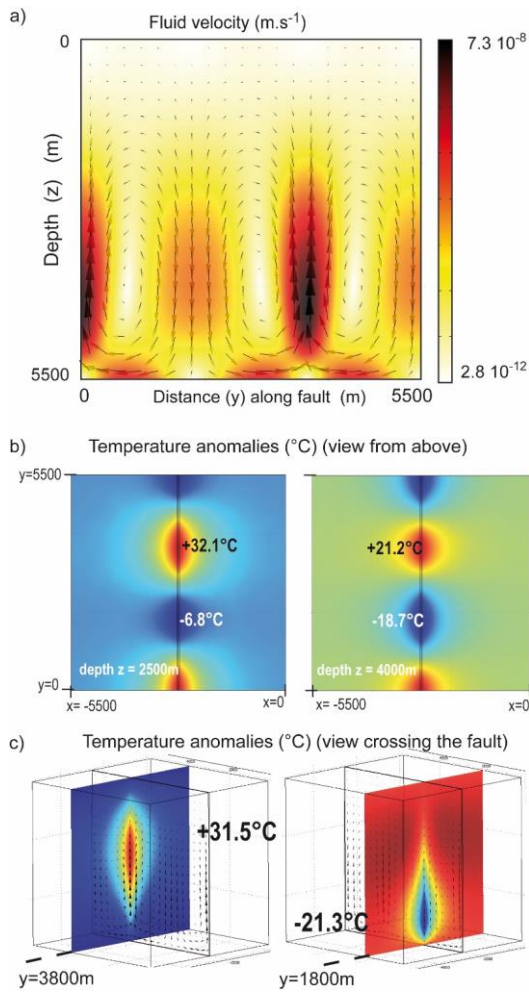 a)
Fluid velocity (m.s⁻¹)
0
7.3 10⁻⁸
Depth (z) (m)
5500
2.8 10⁻¹²
0
5500
Distance (y) along fault (m)
b)
Temperature anomalies (°C) (view from above)
y=5500
+32.1°C
+21.2°C
-6.8°C
-18.7°C
depth z = 2500m
depth z = 4000m
y=0
x= -5500
x=0
x= -5500
x=0
c)
Temperature anomalies (°C) (view crossing the fault)
+31.5°C
-21.3°C
y=3800m
y=1800m